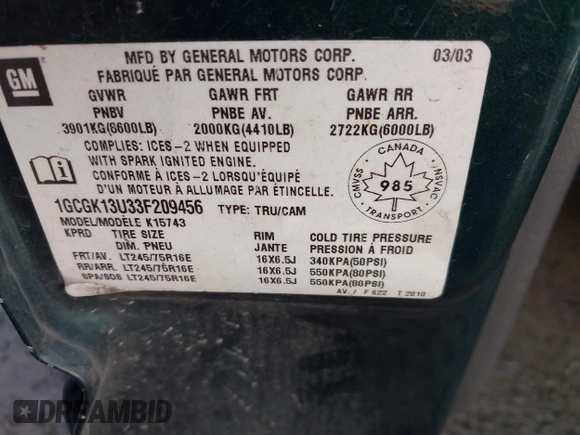 GM
MFD BY GENERAL MOTORS CORP. 03/03
FABRIQUÉ PAR GENERAL MOTORS CORP.
GVWR GAWR FRT GAWR RR
PNBV PNBE AV. PNBE ARR.
3901KG(8600LB) 2000KG(4410LB) 2722KG(6000LB)
COMPLIES: ICES-2 WHEN EQUIPPED
WITH SPARK IGNITED ENGINE.
CONFORME À ICES-2 LORSQU'ÉQUIPÉ
D'UN MOTEUR À ALLUMAGE PAR ÉTINCELLE.
CANADA
CMVSS 985 NSVAC
TRANSPORT
1GCGK13U33F209456 TYPE: TRU/CAM
MODEL/MODÈLE K15743
KPRD TIRE SIZE RIM COLD TIRE PRESSURE
DIM. PNEU JANTE PRESSION À FROID
FRT/AV. LT245/75R16E 16X6.5J 340KPA(50PSI)
RR/ARR. LT245/75R16E 16X6.5J 550KPA(80PSI)
SPA/SOS LT245/75R16E 16X6.5J 550KPA(80PSI)
AV./ F 622 T 2010
DREAMBID